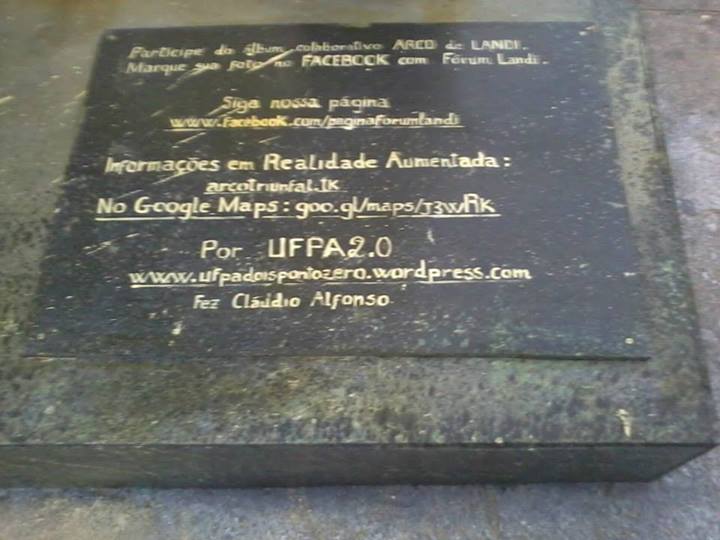 Participe do álbum colaborativo ARCO de LANDI.
Marque sua foto no FACEBOOK com Fórum Landi.
Siga nossa página
www.facebook.com/paginaforumlandi
Informações em Realidade Aumentada:
arcotriunfal.tk
No Google Maps: goo.gl/maps/J3wRK
Por UFPA2.0
www.ufpadoispontozero.wordpress.com
Fez Cláudio Alfonso